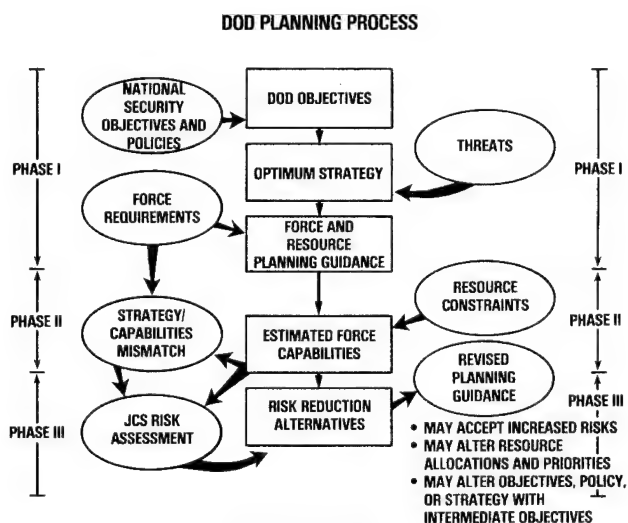 DOD PLANNING PROCESS
NATIONAL
SECURITY
OBJECTIVES AND
POLICIES
DOD OBJECTIVES
PHASE I
OPTIMUM STRATEGY
THREATS
PHASE I
FORCE
REQUIREMENTS
FORCE AND
RESOURCE
PLANNING GUIDANCE
PHASE II
STRATEGY/
CAPABILITIES
MISMATCH
ESTIMATED FORCE
CAPABILITIES
RESOURCE
CONSTRAINTS
PHASE II
PHASE III
JCS RISK
ASSESSMENT
RISK REDUCTION
ALTERNATIVES
REVISED
PLANNING
GUIDANCE
PHASE III
• MAY ACCEPT INCREASED RISKS
• MAY ALTER RESOURCE
ALLOCATIONS AND PRIORITIES
• MAY ALTER OBJECTIVES, POLICY,
OR STRATEGY WITH
INTERMEDIATE OBJECTIVES